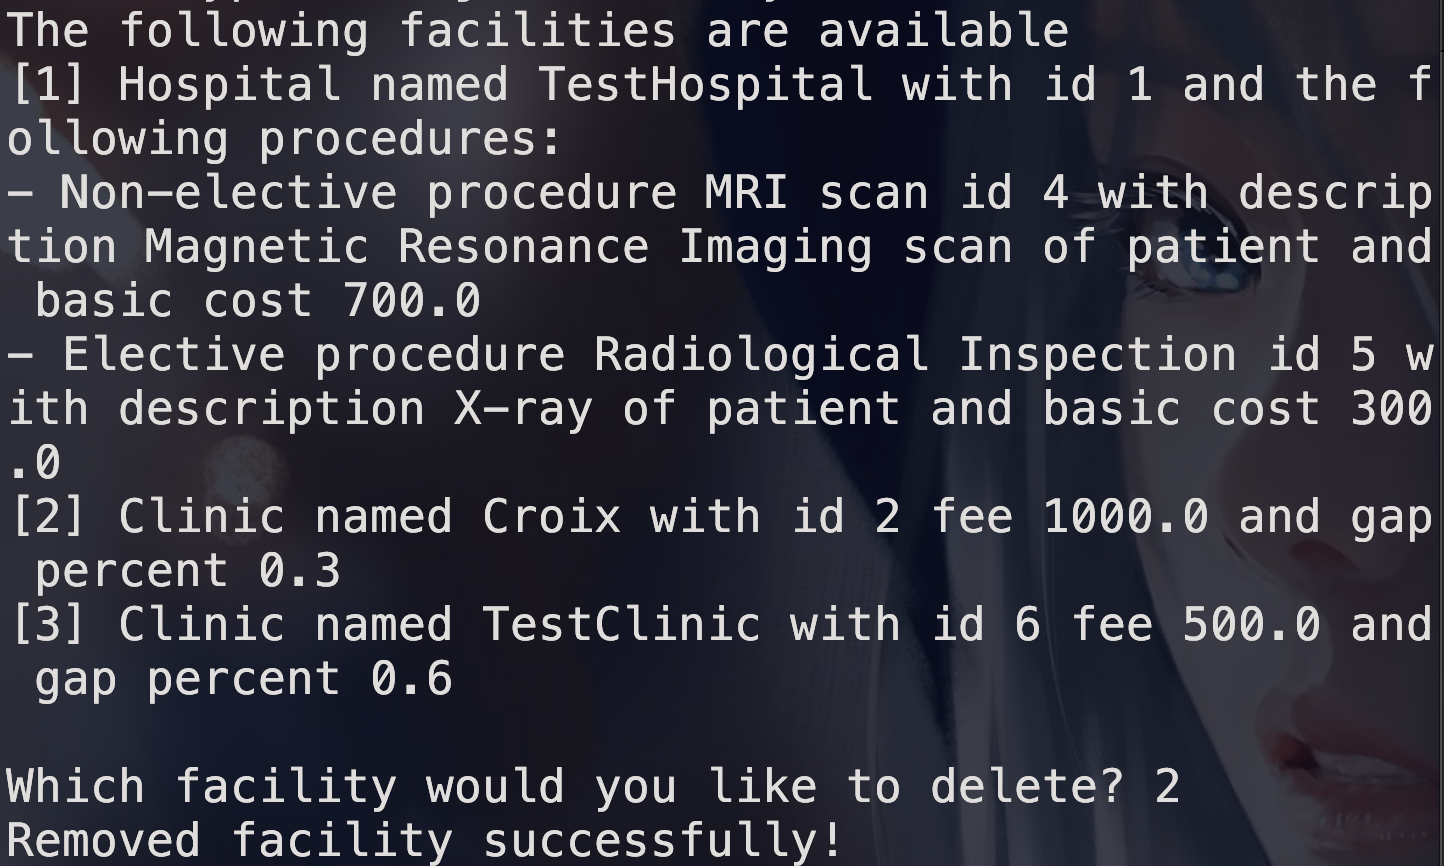 The following facilities are available
[1] Hospital named TestHospital with id 1 and the f
ollowing procedures:
– Non–elective procedure MRI scan id 4 with descrip
tion Magnetic Resonance Imaging scan of patient and
 basic cost 700.0
– Elective procedure Radiological Inspection id 5 w
ith description X–ray of patient and basic cost 300
.0
[2] Clinic named Croix with id 2 fee 1000.0 and gap
 percent 0.3
[3] Clinic named TestClinic with id 6 fee 500.0 and
 gap percent 0.6

Which facility would you like to delete? 2
Removed facility successfully!